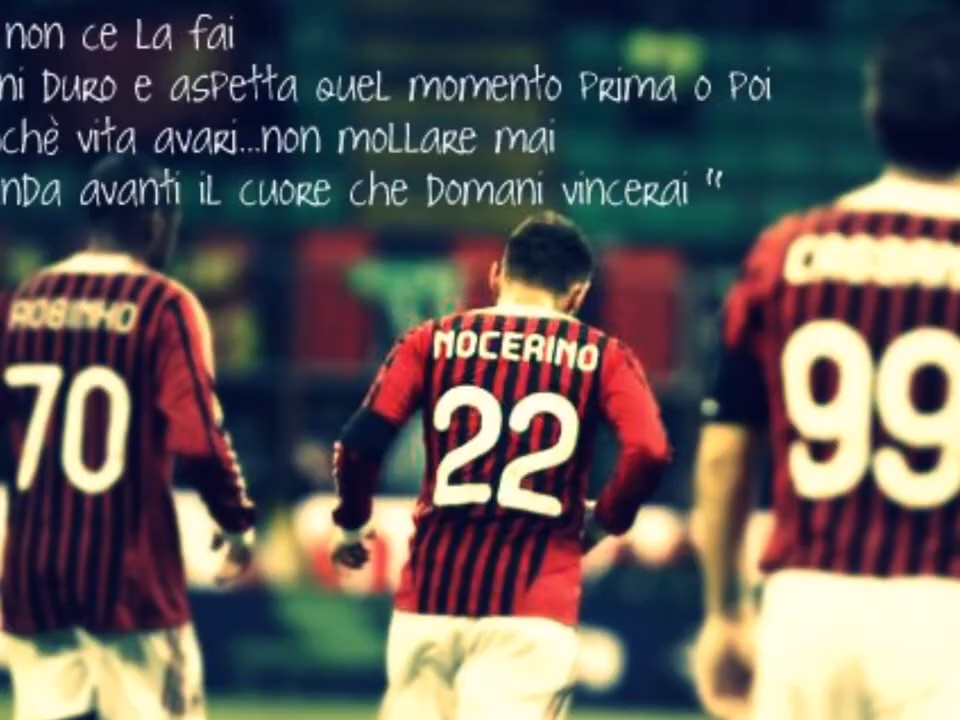 non ce La fai
ni Duro e aspetta quel momento Prima o Poi
chè vita avari...non moLLare mai
nDa avanti iL cuore che Domani vincerai "
ROBINHO
70
NOCERINO
22
99